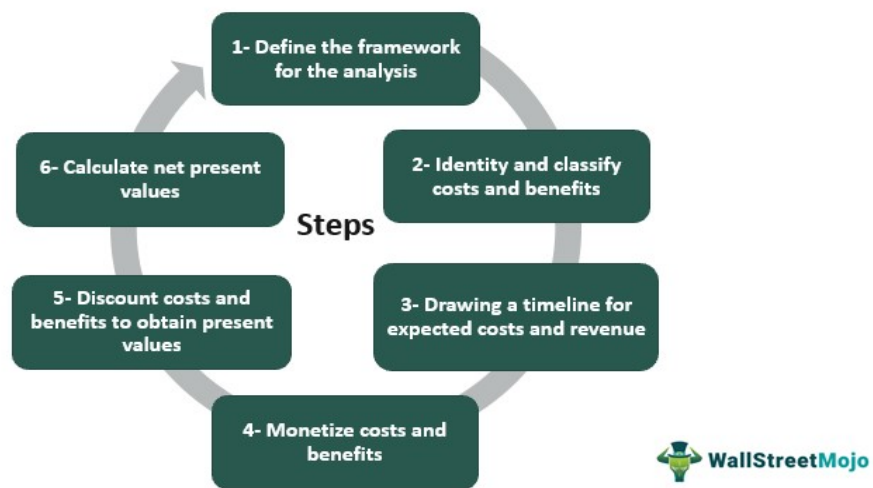 1- Define the framework
for the analysis
2- Identity and classify
costs and benefits
3- Drawing a timeline for
expected costs and revenue
4- Monetize costs and
benefits
5- Discount costs and
benefits to obtain present
values
6- Calculate net present
values
Steps
WallStreetMojo